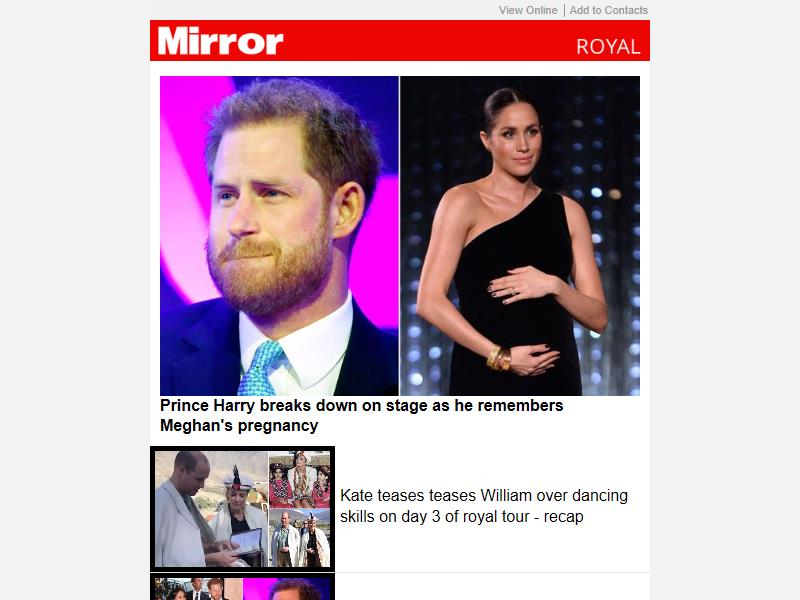 View Online | Add to Contacts
Mirror
ROYAL
Prince Harry breaks down on stage as he remembers
Meghan's pregnancy
Kate teases teases William over dancing
skills on day 3 of royal tour - recap